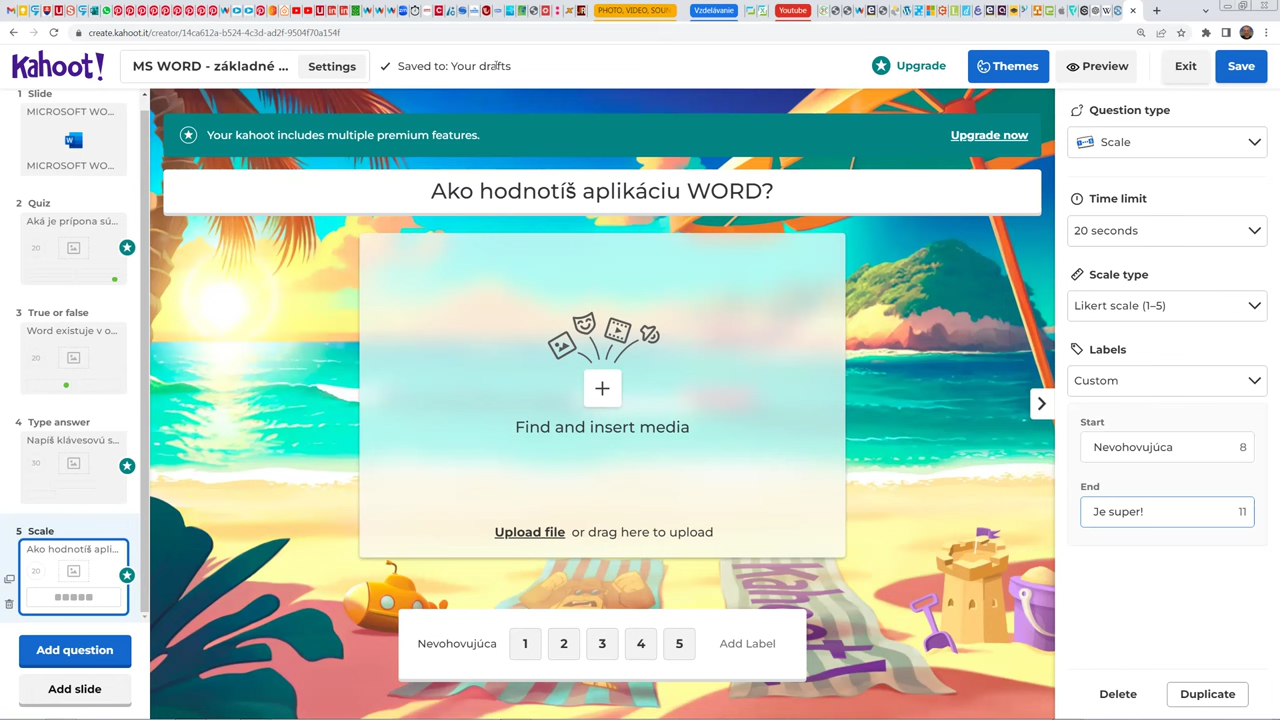 PHOTO, VIDEO, SOUN
Vzdelávanie
Youtube
create.kahoot.it/creator/14ca612a-b524-4c3d-ad2f-9504f70a154f
Kahoot!
MS WORD - základné ...
Settings
Saved to: Your drafts
Upgrade
Themes
Preview
Exit
Save
1 Slide
MICROSOFT WO...
MICROSOFT WO...
2 Quiz
Aká je prípona sú...
20
3 True or false
Word existuje v o...
20
4 Type answer
Napíš klávesovú s...
30
5 Scale
Ako hodnotíš apli...
20
Add question
Add slide
Your kahoot includes multiple premium features.
Upgrade now
Ako hodnotíš aplikáciu WORD?
Find and insert media
Upload file or drag here to upload
Nevohovujúca 1 2 3 4 5 Add Label
Question type
Scale
Time limit
20 seconds
Scale type
Likert scale (1–5)
Labels
Custom
Start
Nevohovujúca 8
End
Je super! 11
Delete
Duplicate